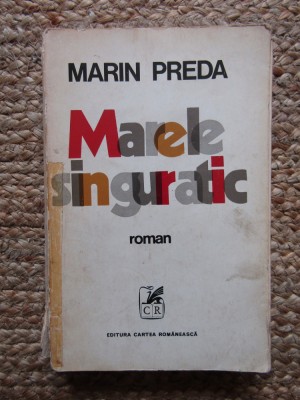 MARIN PREDA
Marele
singuratic
roman
CR
EDITURA CARTEA ROMÂNEASCĂ